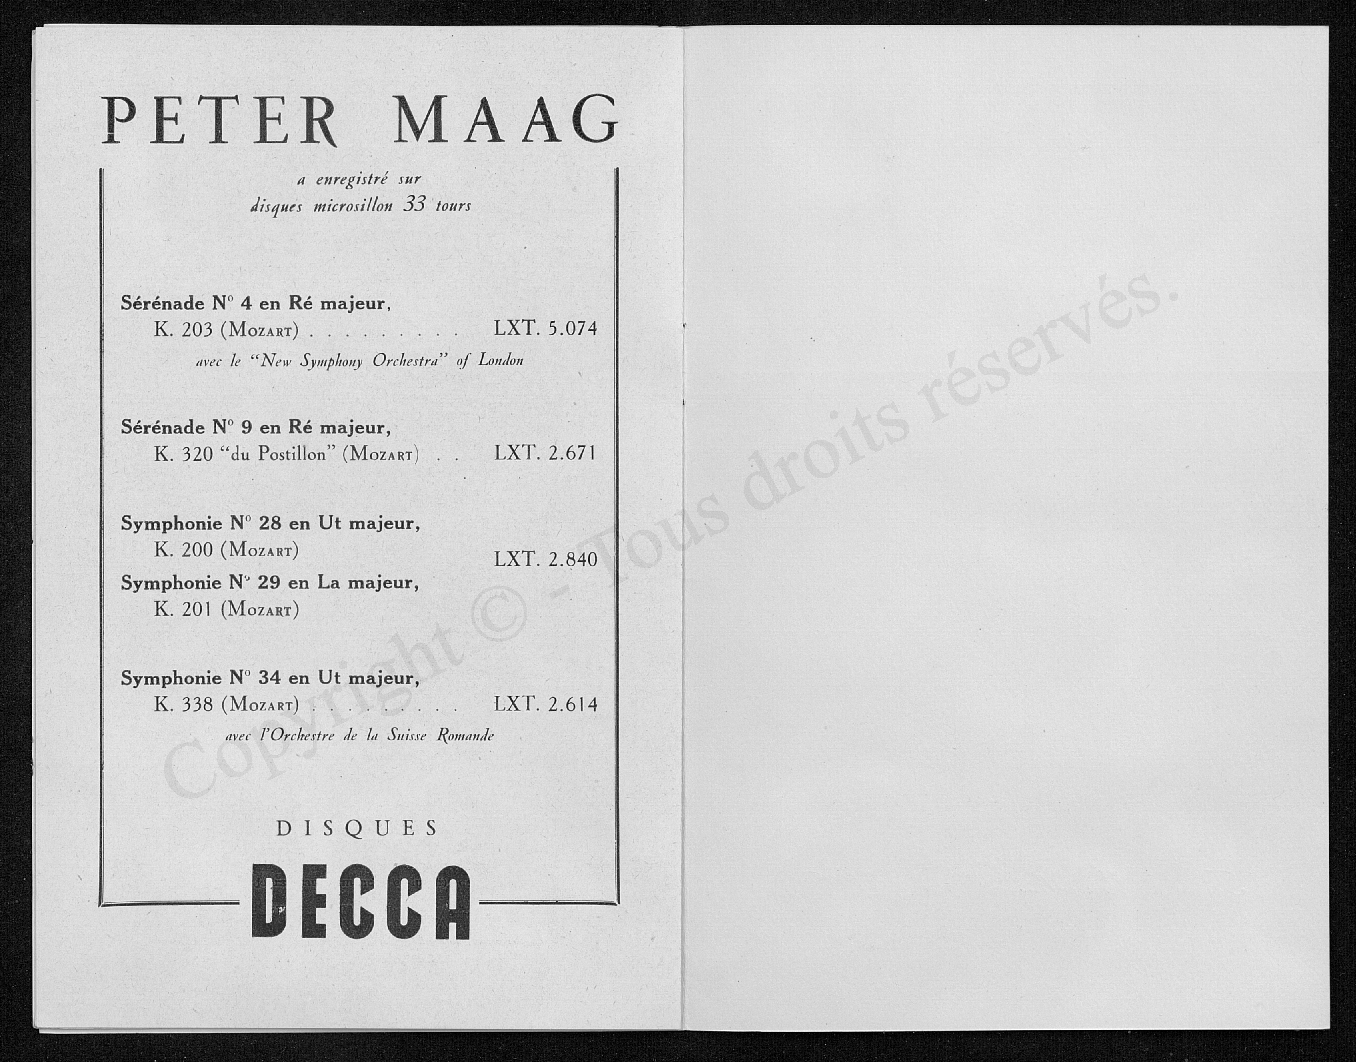 PETER MAAG
a enregistré sur
disques microsillon 33 tours
Sérénade N° 4 en Ré majeur,
K. 203 (MOZART) . . . . . . . . . LXT. 5.074
avec le “New Symphony Orchestra” of London
Sérénade N° 9 en Ré majeur,
K. 320 “du Postillon” (MOZART) . . LXT. 2.671
Symphonie N° 28 en Ut majeur,
K. 200 (MOZART)
LXT. 2.840
Symphonie N° 29 en La majeur,
K. 201 (MOZART)
Symphonie N° 34 en Ut majeur,
K. 338 (MOZART) . . . . . . . . . LXT. 2.614
avec l'Orchestre de la Suisse Romande
DISQUES
DECCA
Copyright © - Tous droits réservés.